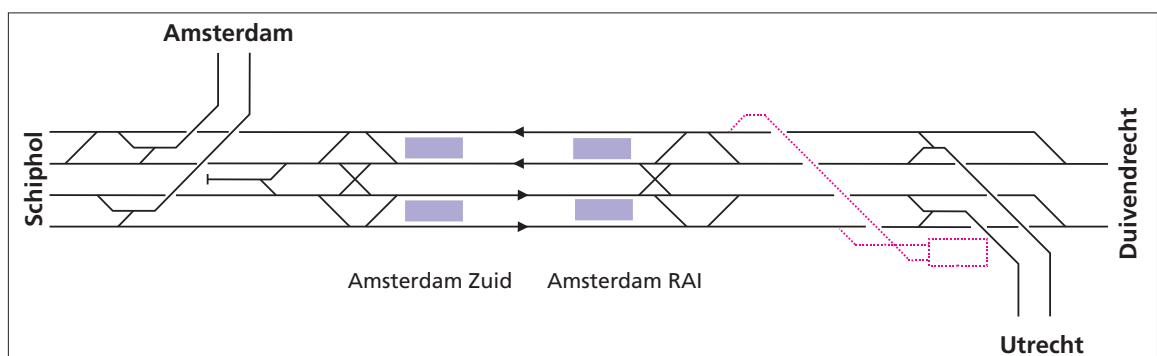 Amsterdam
Schiphol
Duivendrecht
Amsterdam Zuid
Amsterdam RAI
Utrecht